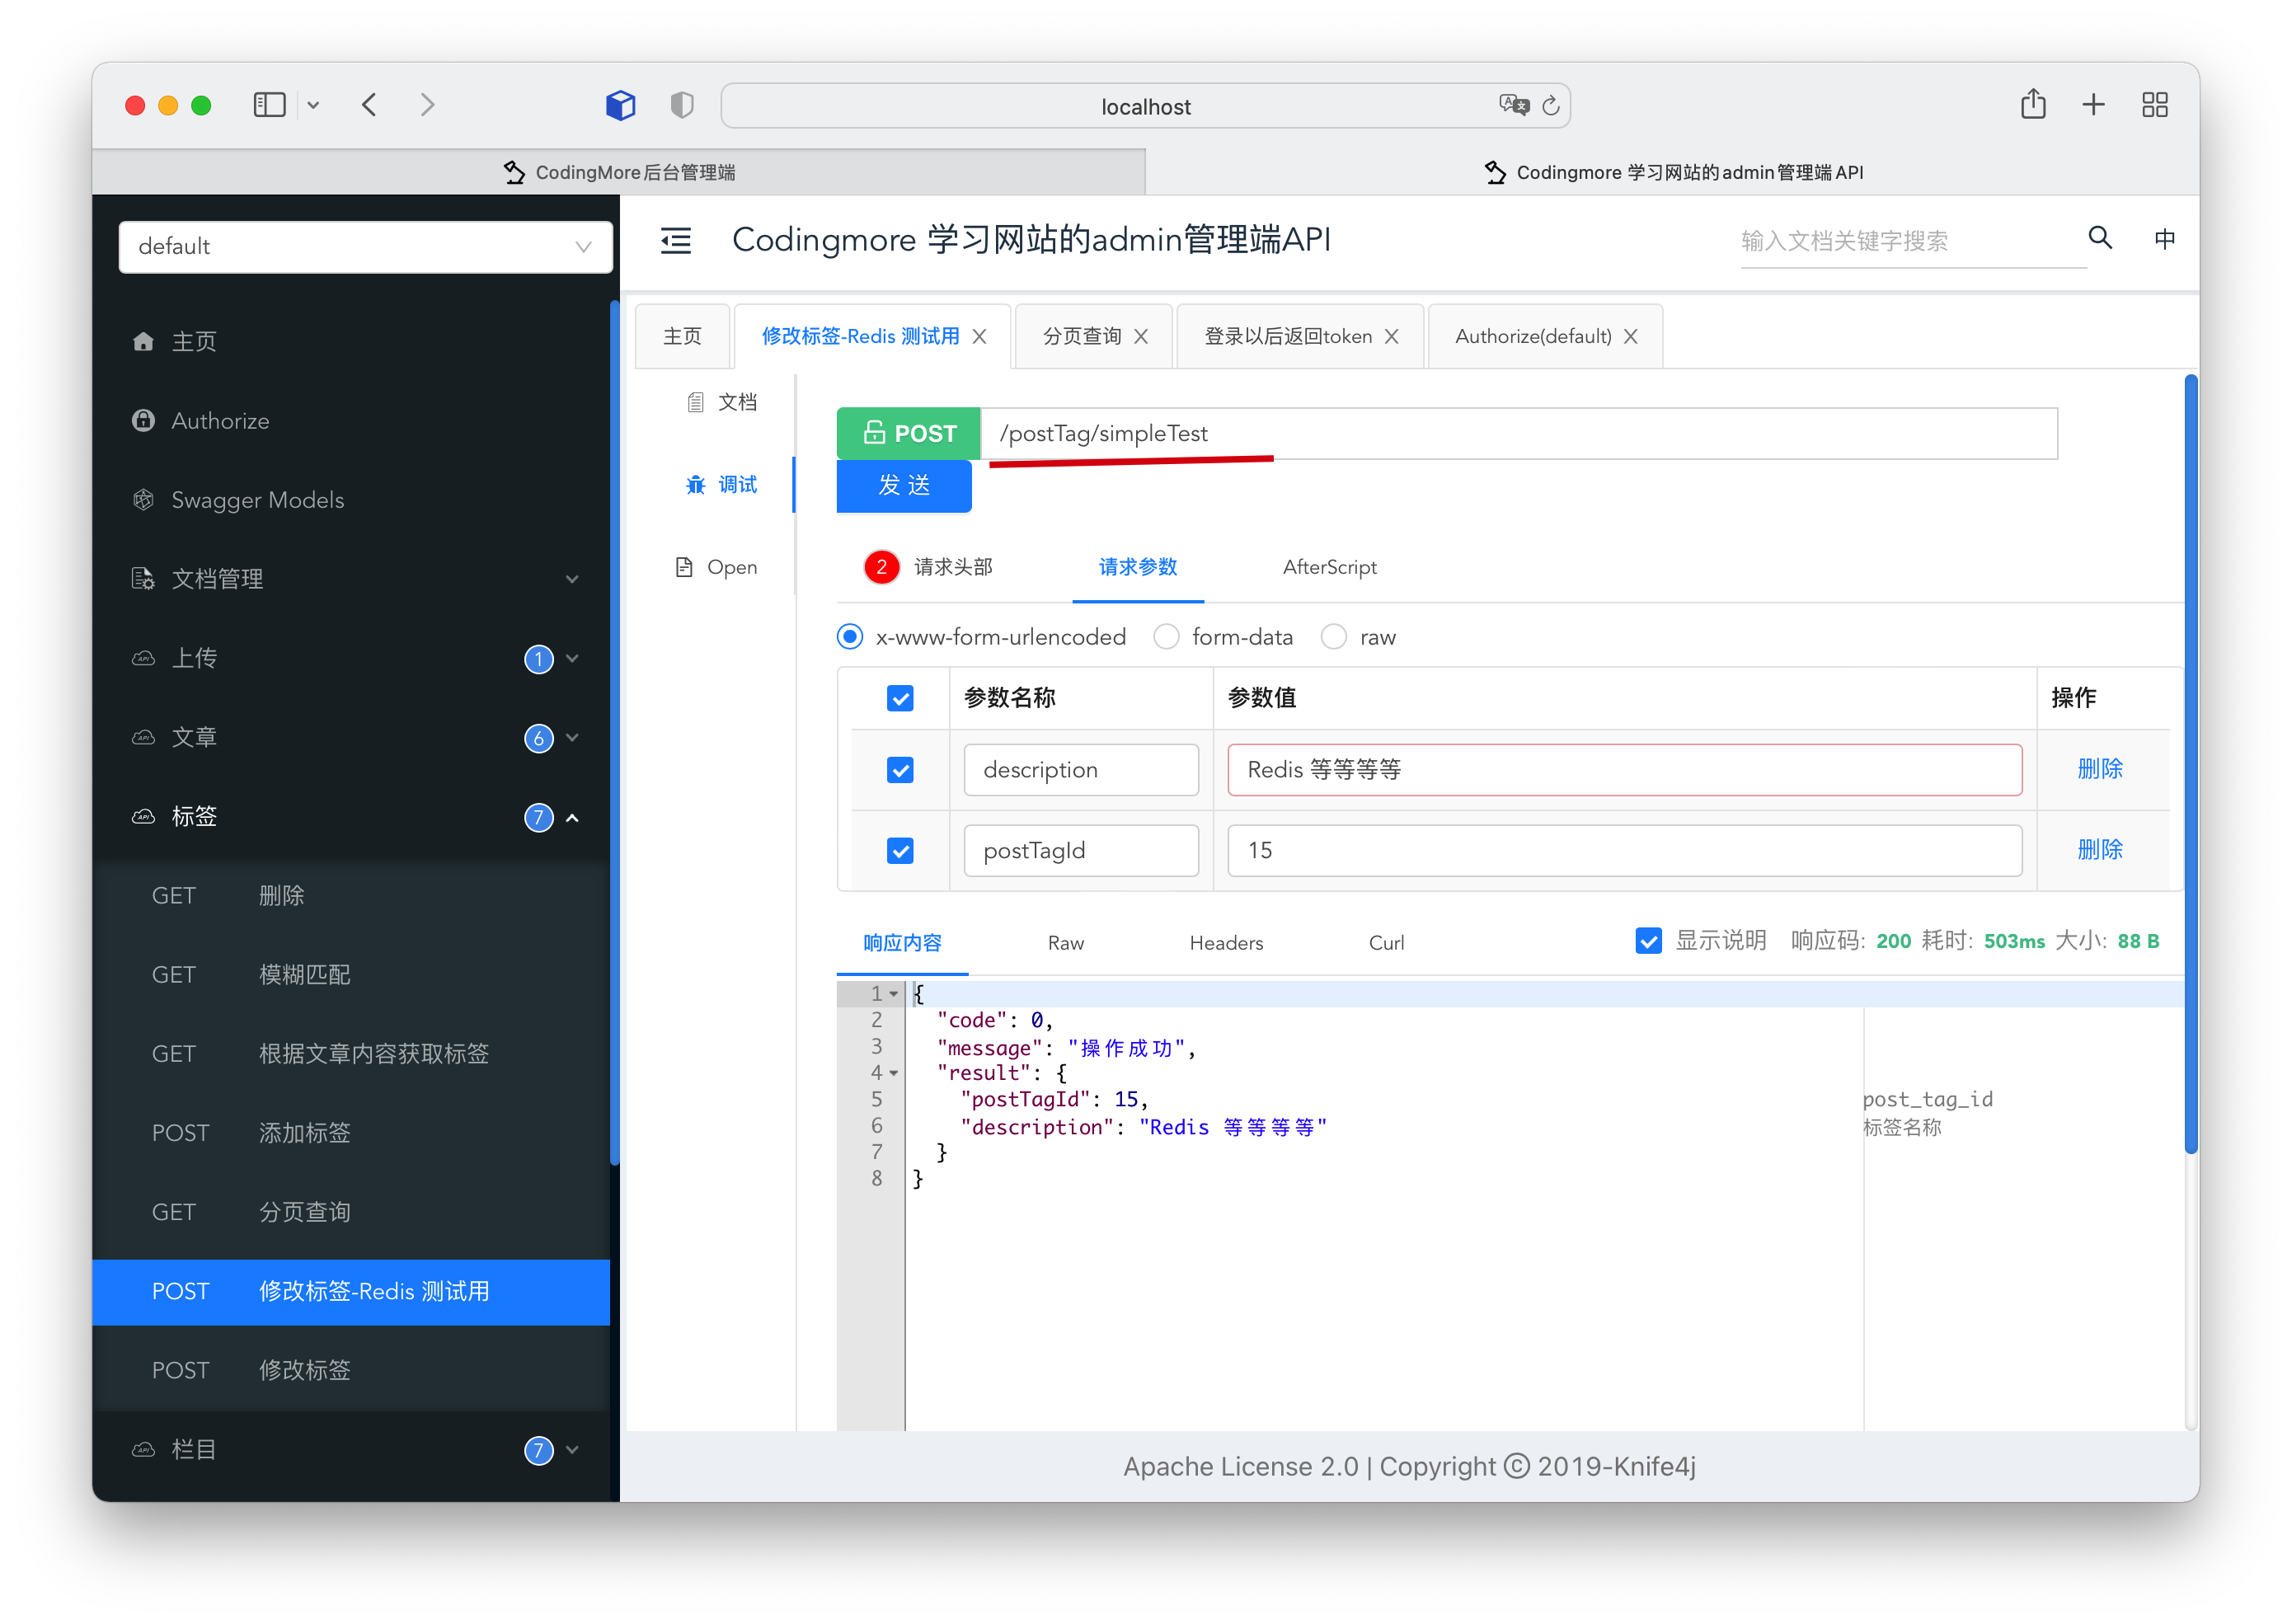 localhost
CodingMore后台管理端
Codingmore 学习网站的admin管理端API
default
主页
Authorize
Swagger Models
文档管理
上传 1
文章 6
标签 7
GET 删除
GET 模糊匹配
GET 根据文章内容获取标签
POST 添加标签
GET 分页查询
POST 修改标签-Redis 测试用
POST 修改标签
栏目 7
Codingmore 学习网站的admin管理端API
输入文档关键字搜索
中
主页
修改标签-Redis 测试用
分页查询
登录以后返回token
Authorize(default)
文档
调试
Open
POST /postTag/simpleTest
发 送
2 请求头部
请求参数
AfterScript
x-www-form-urlencoded
form-data
raw
参数名称 参数值 操作
description Redis 等等等等 删除
postTagId 15 删除
响应内容
Raw
Headers
Curl
显示说明 响应码: 200 耗时: 503ms 大小: 88 B
1 {
2 "code": 0,
3 "message": "操作成功",
4 "result": {
5 "postTagId": 15, post_tag_id
6 "description": "Redis 等等等等" 标签名称
7 }
8 }
Apache License 2.0 | Copyright © 2019-Knife4j